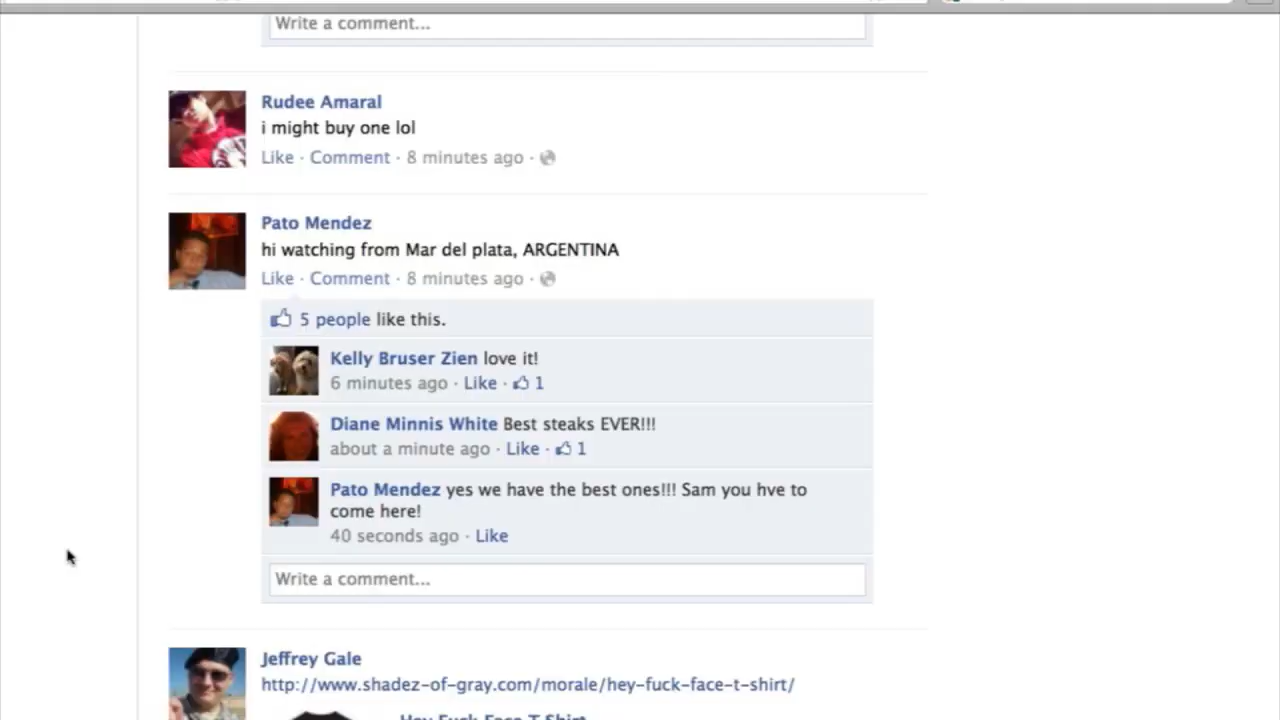 Write a comment...
Rudee Amaral
i might buy one lol
Like · Comment · 8 minutes ago ·
Pato Mendez
hi watching from Mar del plata, ARGENTINA
Like · Comment · 8 minutes ago ·
5 people like this.
Kelly Bruser Zien love it!
6 minutes ago · Like · 1
Diane Minnis White Best steaks EVER!!!
about a minute ago · Like · 1
Pato Mendez yes we have the best ones!!! Sam you hve to
come here!
40 seconds ago · Like
Write a comment...
Jeffrey Gale
http://www.shadez-of-gray.com/morale/hey-fuck-face-t-shirt/
Hey Fuck Face T-Shirt